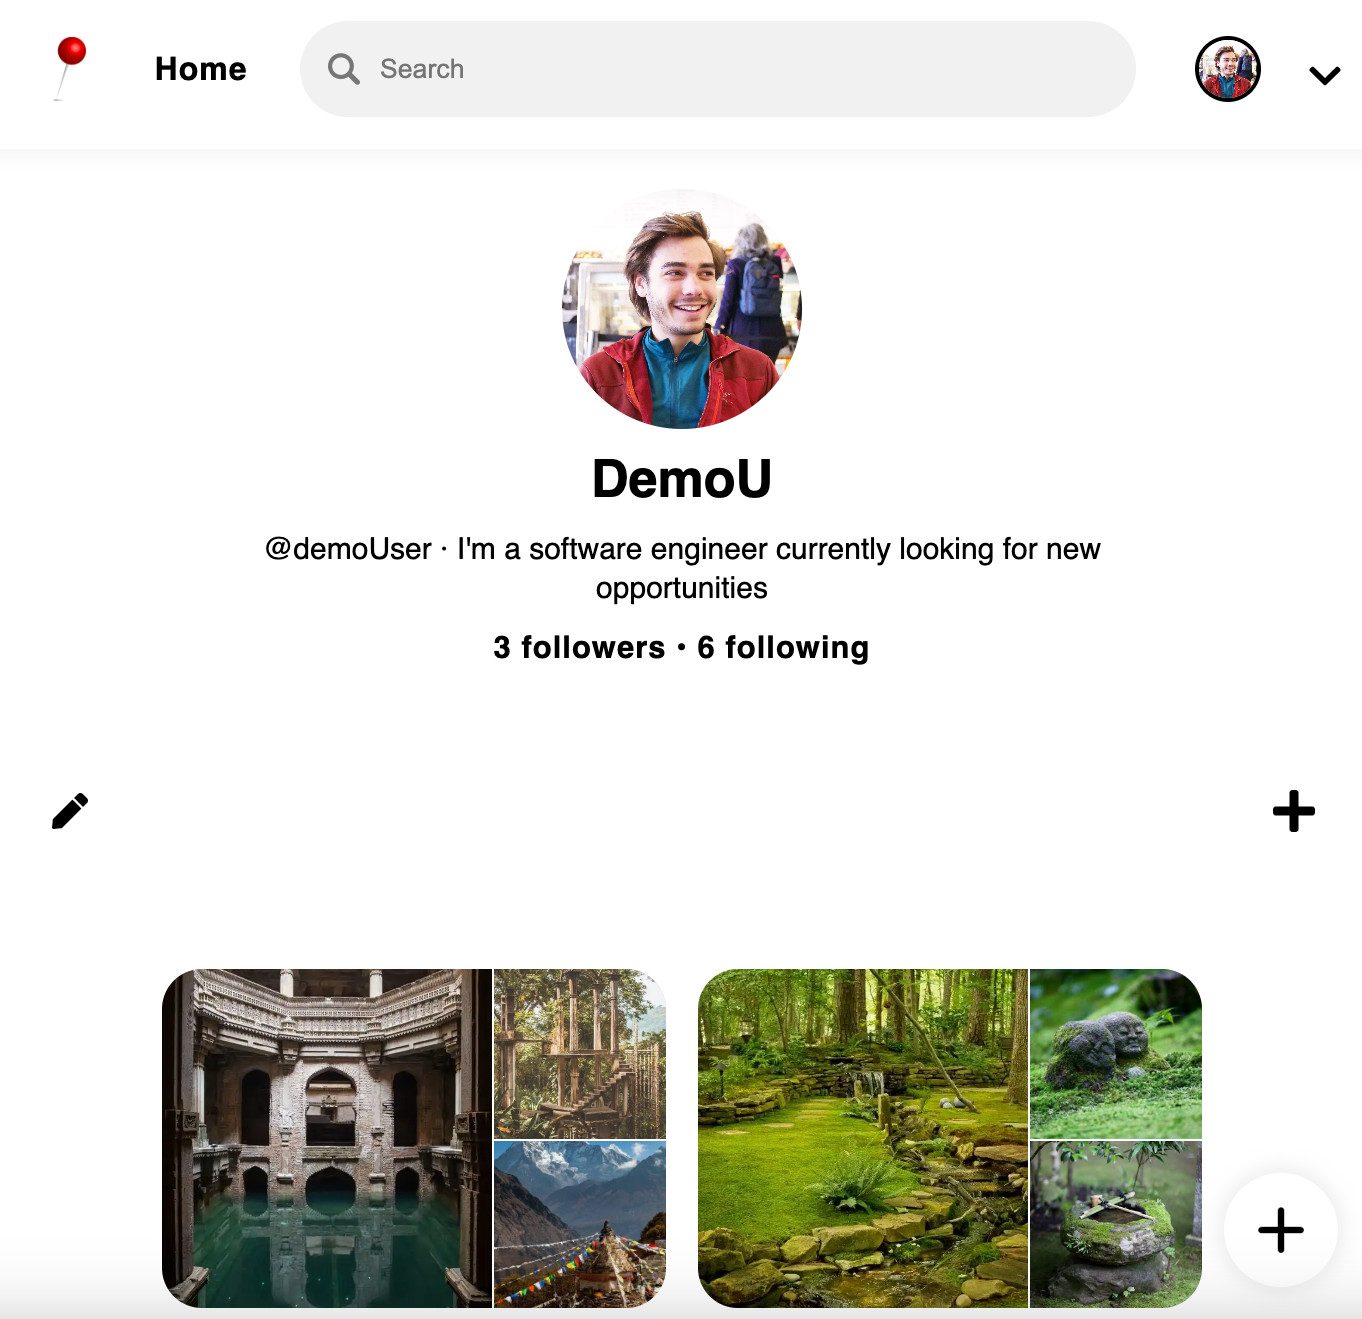 Home
Search
DemoU
@demoUser · I'm a software engineer currently looking for new
opportunities
3 followers • 6 following